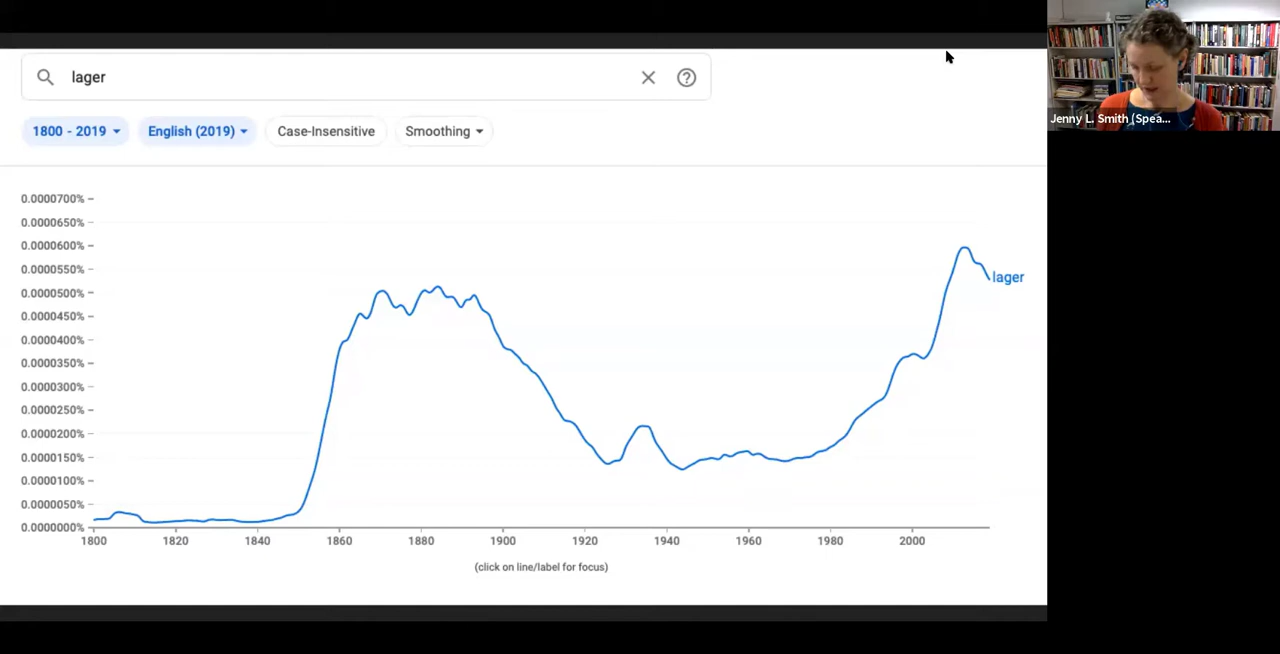 lager
1800 - 2019
English (2019)
Case-Insensitive
Smoothing
0.0000700%
0.0000650%
0.0000600%
0.0000550%
0.0000500%
0.0000450%
0.0000400%
0.0000350%
0.0000300%
0.0000250%
0.0000200%
0.0000150%
0.0000100%
0.0000050%
0.0000000%
lager
1800 1820 1840 1860 1880 1900 1920 1940 1960 1980 2000
(click on line/label for focus)
Jenny L. Smith (Spea...